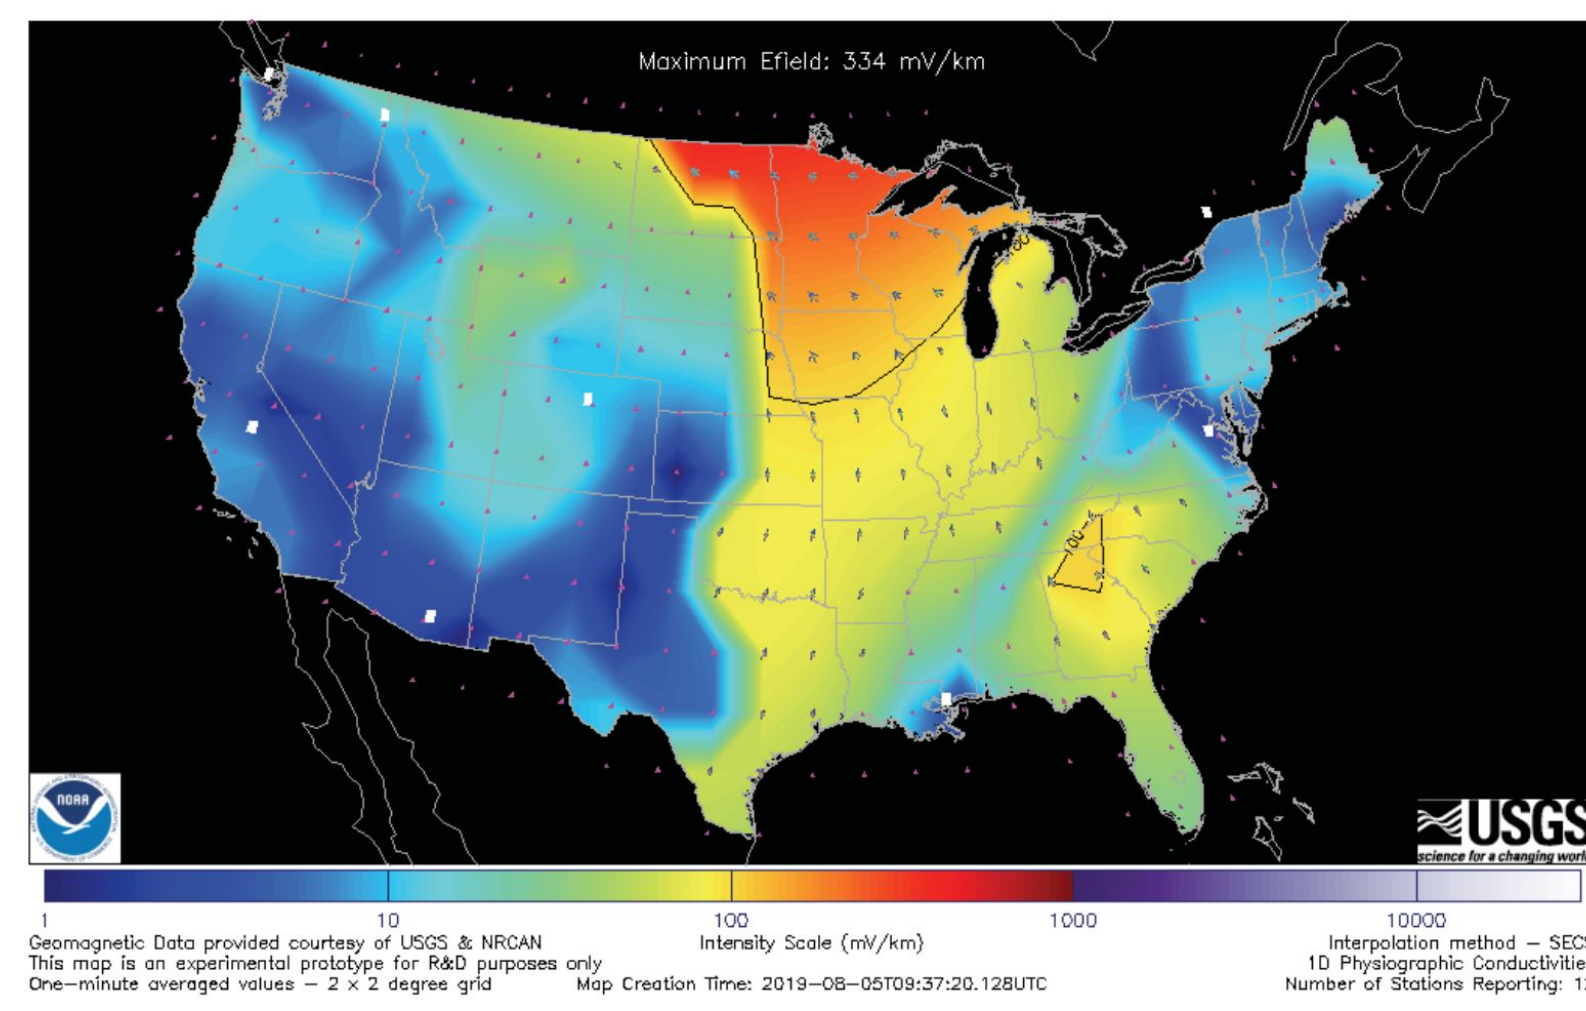 Maximum Efield: 334 mV/km
100
100
NOAA
USGS
science for a changing world
1
10
100
1000
10000
Geomagnetic Data provided courtesy of USGS & NRCAN
Intensity Scale (mV/km)
Interpolation method – SECS
This map is an experimental prototype for R&D purposes only
1D Physiographic Conductivities
One–minute averaged values – 2 x 2 degree grid
Map Creation Time: 2019–08–05T09:37:20.128UTC
Number of Stations Reporting: